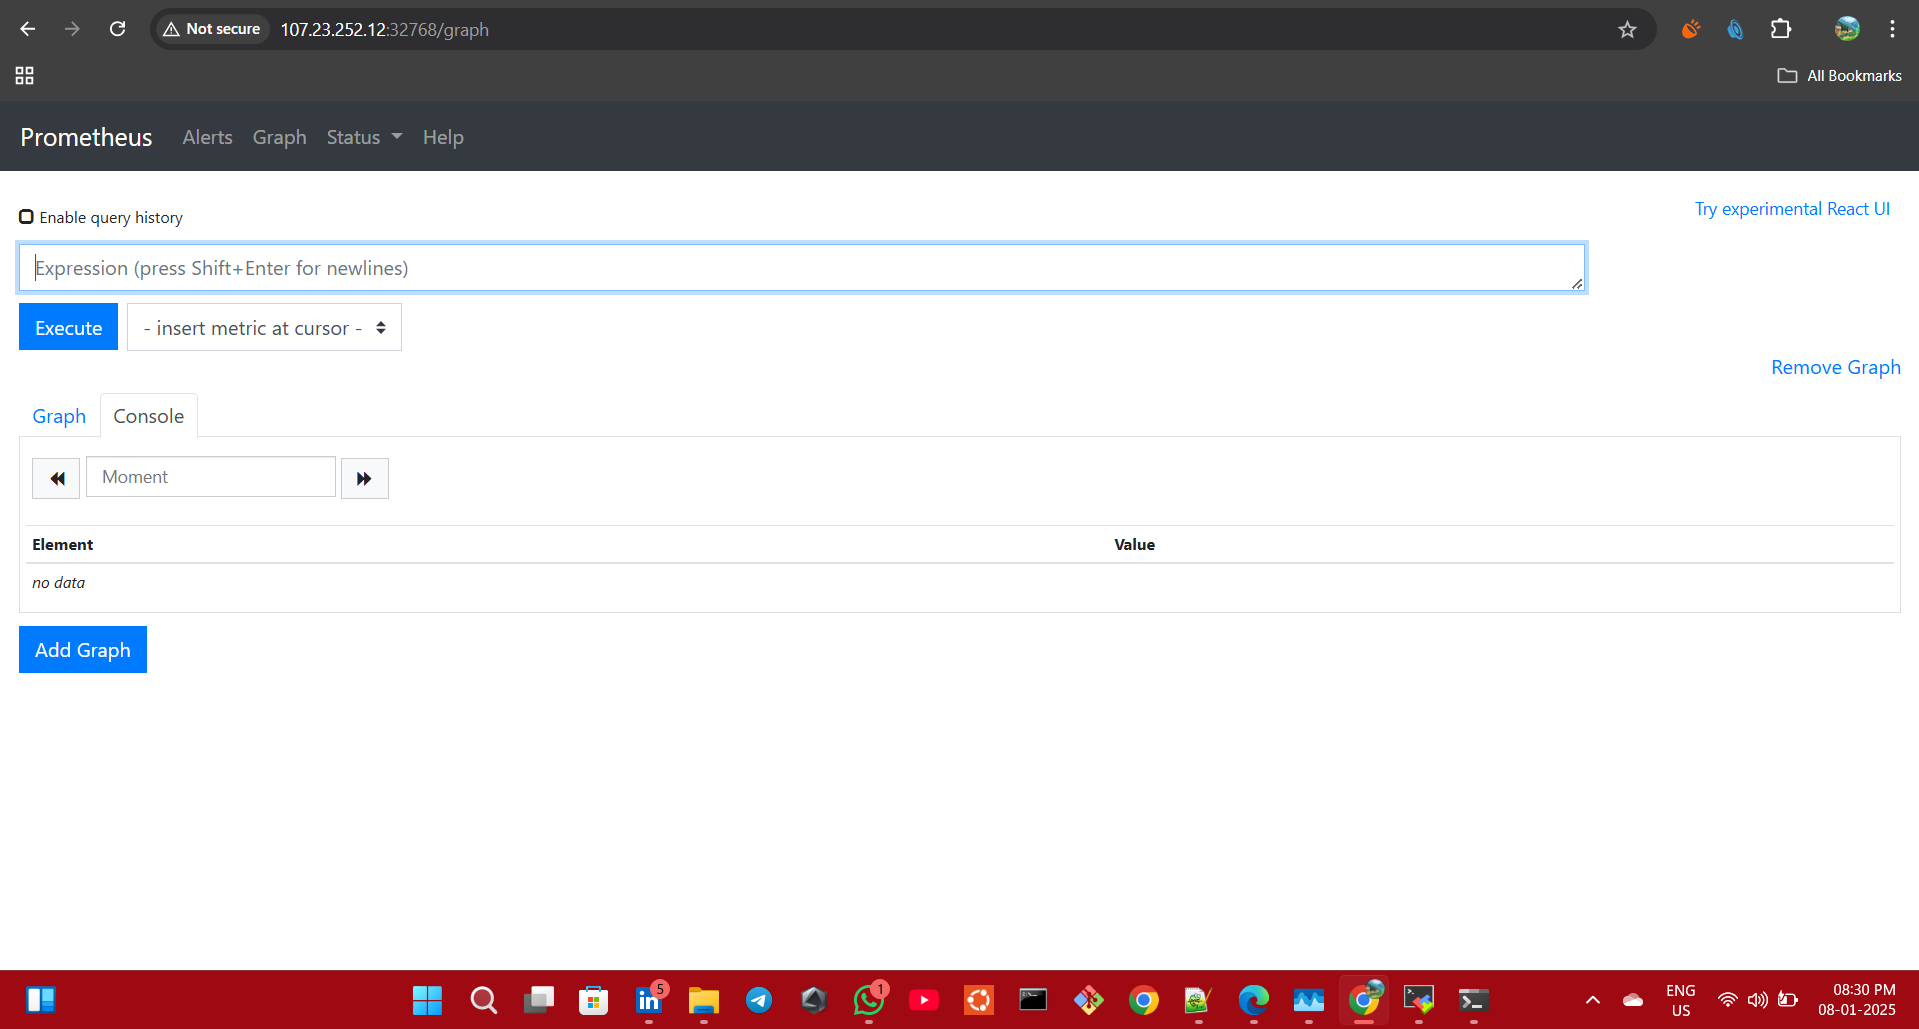 Not secure 107.23.252.12:32768/graph
All Bookmarks
Prometheus Alerts Graph Status Help
Enable query history
Try experimental React UI
Expression (press Shift+Enter for newlines)
Execute - insert metric at cursor -
Remove Graph
Graph Console
Moment
Element Value
no data
Add Graph
5
1
ENG
US
08:30 PM
08-01-2025